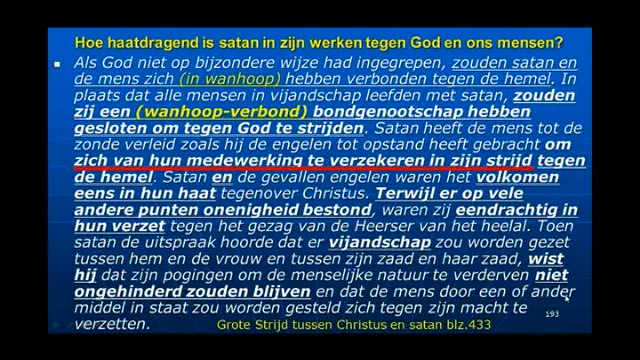 Hoe haatdragend is satan in zijn werken tegen God en ons mensen?
▪ Als God niet op bijzondere wijze had ingegrepen, zouden satan en
de mens zich (in wanhoop) hebben verbonden tegen de hemel. In
plaats dat alle mensen in vijandschap leefden met satan, zouden
zij een (wanhoop-verbond) bondgenootschap hebben
gesloten om tegen God te strijden. Satan heeft de mens tot de
zonde verleid zoals hij de engelen tot opstand heeft gebracht om
zich van hun medewerking te verzekeren in zijn strijd tegen
de hemel. Satan en de gevallen engelen waren het volkomen
eens in hun haat tegenover Christus. Terwijl er op vele
andere punten onenigheid bestond, waren zij eendrachtig in
hun verzet tegen het gezag van de Heerser van het heelal. Toen
satan de uitspraak hoorde dat er vijandschap zou worden gezet
tussen hem en de vrouw en tussen zijn zaad en haar zaad, wist
hij dat zijn pogingen om de menselijke natuur te verderven niet
ongehinderd zouden blijven en dat de mens door een of ander
middel in staat zou worden gesteld zich tegen zijn macht te
verzetten. Grote Strijd tussen Christus en satan blz.433
193